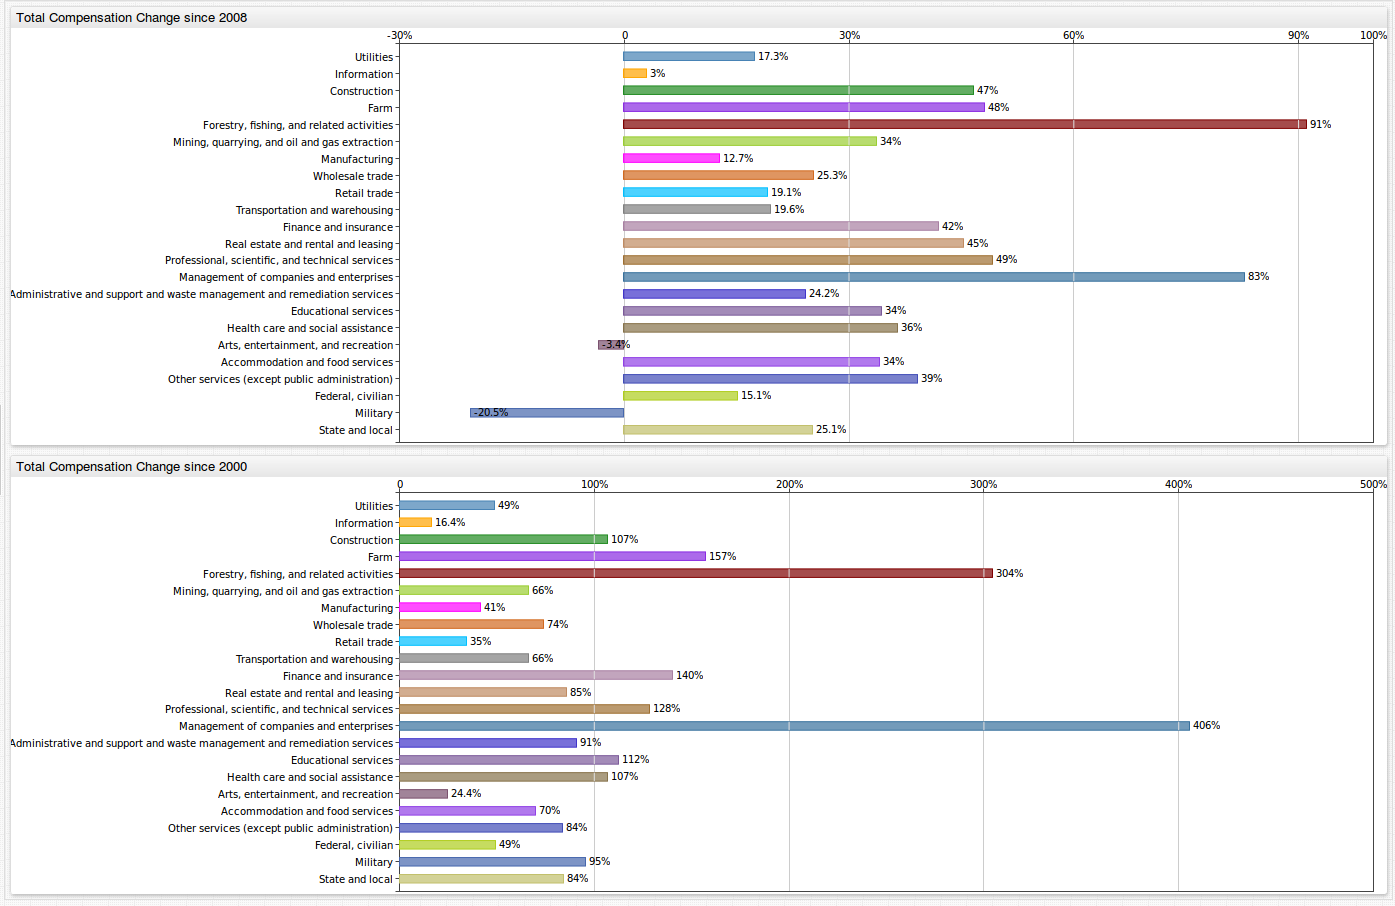 Total Compensation Change since 2008
-30% 0 30% 60% 90% 100%
Utilities 17.3%
Information 3%
Construction 47%
Farm 48%
Forestry, fishing, and related activities 91%
Mining, quarrying, and oil and gas extraction 34%
Manufacturing 12.7%
Wholesale trade 25.3%
Retail trade 19.1%
Transportation and warehousing 19.6%
Finance and insurance 42%
Real estate and rental and leasing 45%
Professional, scientific, and technical services 49%
Management of companies and enterprises 83%
Administrative and support and waste management and remediation services 24.2%
Educational services 34%
Health care and social assistance 36%
Arts, entertainment, and recreation -3.4%
Accommodation and food services 34%
Other services (except public administration) 39%
Federal, civilian 15.1%
Military -20.5%
State and local 25.1%
Total Compensation Change since 2000
0 100% 200% 300% 400% 500%
Utilities 49%
Information 16.4%
Construction 107%
Farm 157%
Forestry, fishing, and related activities 304%
Mining, quarrying, and oil and gas extraction 66%
Manufacturing 41%
Wholesale trade 74%
Retail trade 35%
Transportation and warehousing 66%
Finance and insurance 140%
Real estate and rental and leasing 85%
Professional, scientific, and technical services 128%
Management of companies and enterprises 406%
Administrative and support and waste management and remediation services 91%
Educational services 112%
Health care and social assistance 107%
Arts, entertainment, and recreation 24.4%
Accommodation and food services 70%
Other services (except public administration) 84%
Federal, civilian 49%
Military 95%
State and local 84%